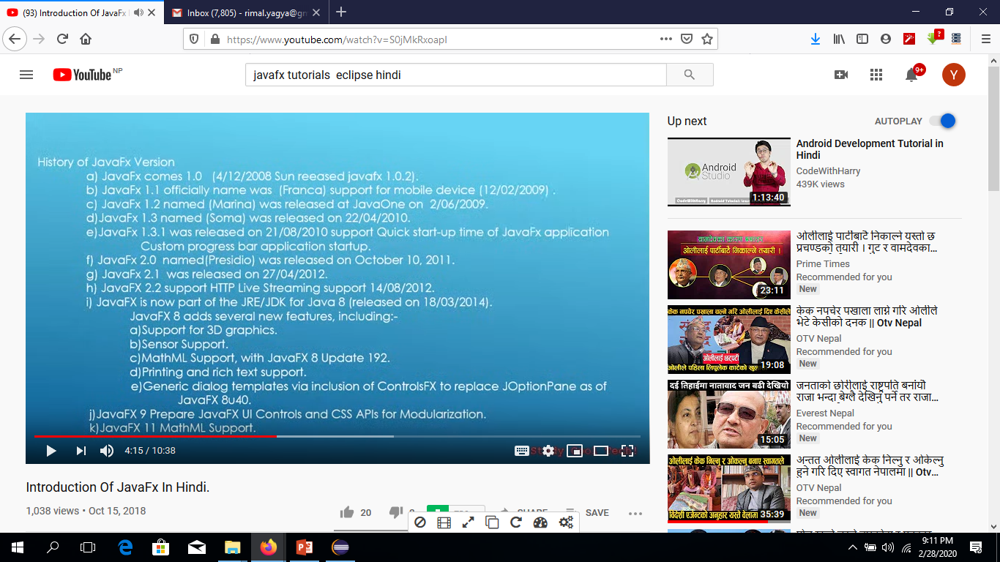 (93) Introduction Of JavaFx I
Inbox (7,805) - rimal.yagya@gm
https://www.youtube.com/watch?v=S0jMkRxoapI
YouTube NP
javafx tutorials eclipse hindi
9+
Y
History of JavaFx Version
a) JavaFx comes 1.0 (4/12/2008 Sun reeased javafx 1.0.2).
b) JavaFx 1.1 officially name was (Franca) support for mobile device (12/02/2009) .
c) JavaFx 1.2 named (Marina) was released at JavaOne on 2/06/2009.
d)JavaFx 1.3 named (Soma) was released on 22/04/2010.
e)JavaFx 1.3.1 was released on 21/08/2010 support Quick start-up time of JavaFx application
Custom progress bar application startup.
f) JavaFx 2.0 named(Presidio) was released on October 10, 2011.
g) JavaFx 2.1 was released on 27/04/2012.
h) JavaFX 2.2 support HTTP Live Streaming support 14/08/2012.
i) JavaFX is now part of the JRE/JDK for Java 8 (released on 18/03/2014).
JavaFX 8 adds several new features, including:-
a)Support for 3D graphics.
b)Sensor Support.
c)MathML Support, with JavaFX 8 Update 192.
d)Printing and rich text support.
e)Generic dialog templates via inclusion of ControlsFX to replace JOptionPane as of
JavaFX 8u40.
j)JavaFX 9 Prepare JavaFX UI Controls and CSS APIs for Modularization.
k)JavaFX 11 MathML Support.
4:15 / 10:38
Introduction Of JavaFx In Hindi.
1,038 views • Oct 15, 2018
20
SHARE
SAVE
Up next
AUTOPLAY
Android Studio
CodeWithHarry
1:13:40
Android Development Tutorial in
Hindi
CodeWithHarry
439K views
वामदेवका कारण
ओलीलाई पार्टीबाटै निकाल्ने तयारी !
23:11
ओलीलाई पार्टीबाटै निकाल्ने यस्तो छ
प्रचण्डको तयारी । गुट र वामदेवका...
Prime Times
Recommended for you
New
ओलीलाई छट्पटी
19:08
केक नपचेर पखाला लाग्ने गरि ओलीले
भेटे केसीको दनक || Otv Nepal
OTV Nepal
Recommended for you
New
दई तिहाईमा नातावाद जन बढी देखियो
15:05
जनताको छोरीलाई राष्ट्रपति बनायौ
राजा भन्दा बेग्लै देखिनु पर्ने तर राजा...
Everest Nepal
Recommended for you
New
ओलीलाई केक निल्नु र ओकल्नु बनाए स्वागतले
35:39
अन्तत ओलीलाई केक निल्नु र ओकल्नु
हुने गरि दिए स्वागत नेपालमा || Otv...
OTV Nepal
Recommended for you
New
9:11 PM
2/28/2020